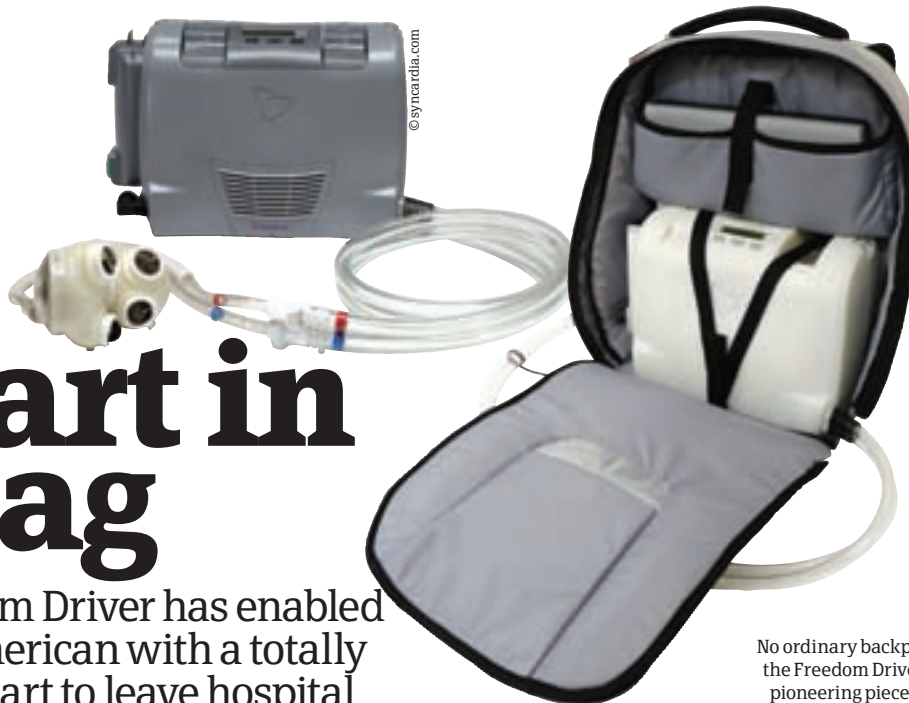 © syncardia.com
art in
ag
m Driver has enabled
erican with a totally
art to leave hospital
No ordinary backp
the Freedom Drive
pioneering piece